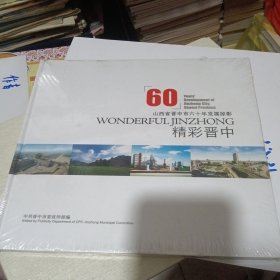 60
Years'
Development of
Jinzhong City,
Shanxi Province
山西省晋中市六十年发展掠影
WONDERFUL JINZHONG
精彩晋中
中共晋中市委宣传部编
Edited by Publicity Department of CPC Jinzhong Municipal Committee